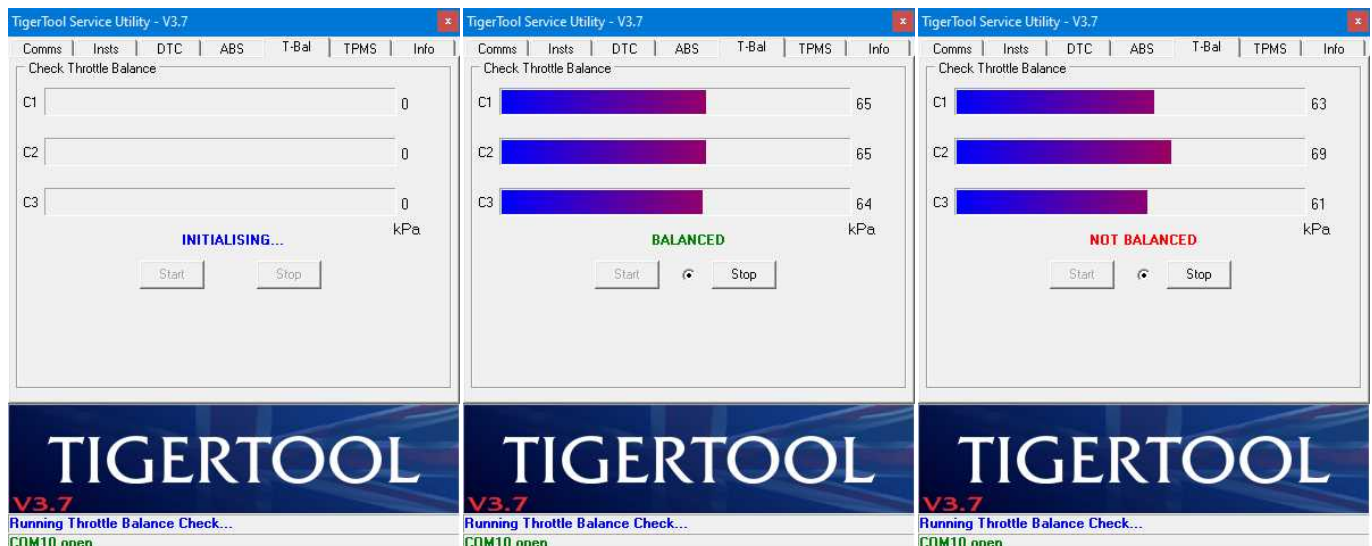 TigerTool Service Utility - V3.7
x
Comms Insts DTC ABS T-Bal TPMS Info
Check Throttle Balance
C1 0
C2 0
C3 0
kPa
INITIALISING...
Start Stop
TIGERTOOL
V3.7
Running Throttle Balance Check...
COM10 open
TigerTool Service Utility - V3.7
x
Comms Insts DTC ABS T-Bal TPMS Info
Check Throttle Balance
C1 65
C2 65
C3 64
kPa
BALANCED
Start Stop
TIGERTOOL
V3.7
Running Throttle Balance Check...
COM10 open
TigerTool Service Utility - V3.7
x
Comms Insts DTC ABS T-Bal TPMS Info
Check Throttle Balance
C1 63
C2 69
C3 61
kPa
NOT BALANCED
Start Stop
TIGERTOOL
V3.7
Running Throttle Balance Check...
COM10 open